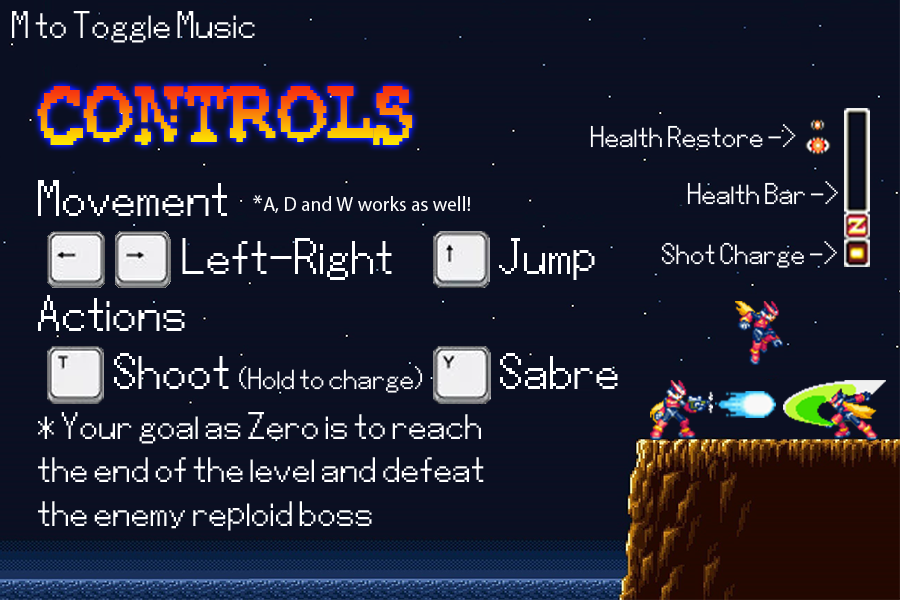 M to Toggle Music
CONTROLS
Health Restore ->
Movement *A, D and W works as well!
Health Bar ->
← → Left-Right ↑ Jump
Z
Shot Charge ->
Actions
T Shoot (Hold to charge) Y Sabre
* Your goal as Zero is to reach
the end of the level and defeat
the enemy reploid boss